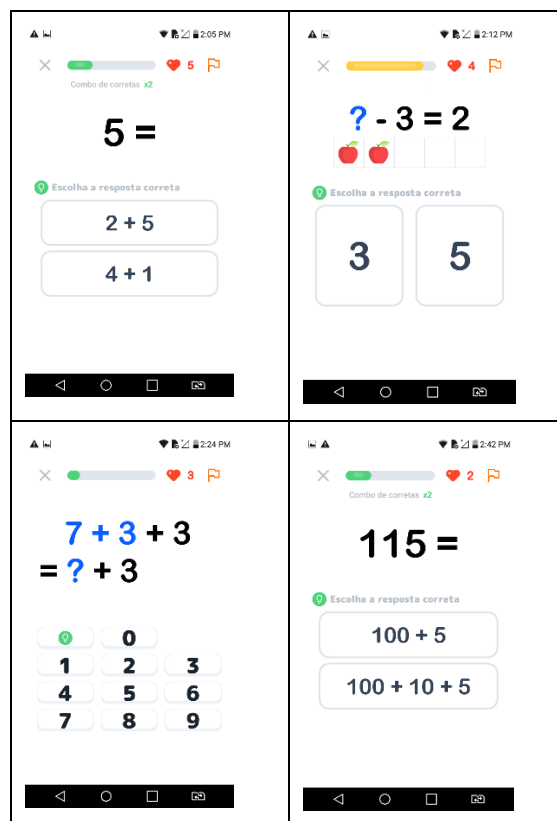 2:05 PM
5
Combo de corretas x2
5 =
Escolha a resposta correta
2 + 5
4 + 1
2:12 PM
4
? - 3 = 2
Escolha a resposta correta
3 5
2:24 PM
3
7 + 3 + 3
= ? + 3
0
1 2 3
4 5 6
7 8 9
2:42 PM
2
Combo de corretas x2
115 =
Escolha a resposta correta
100 + 5
100 + 10 + 5